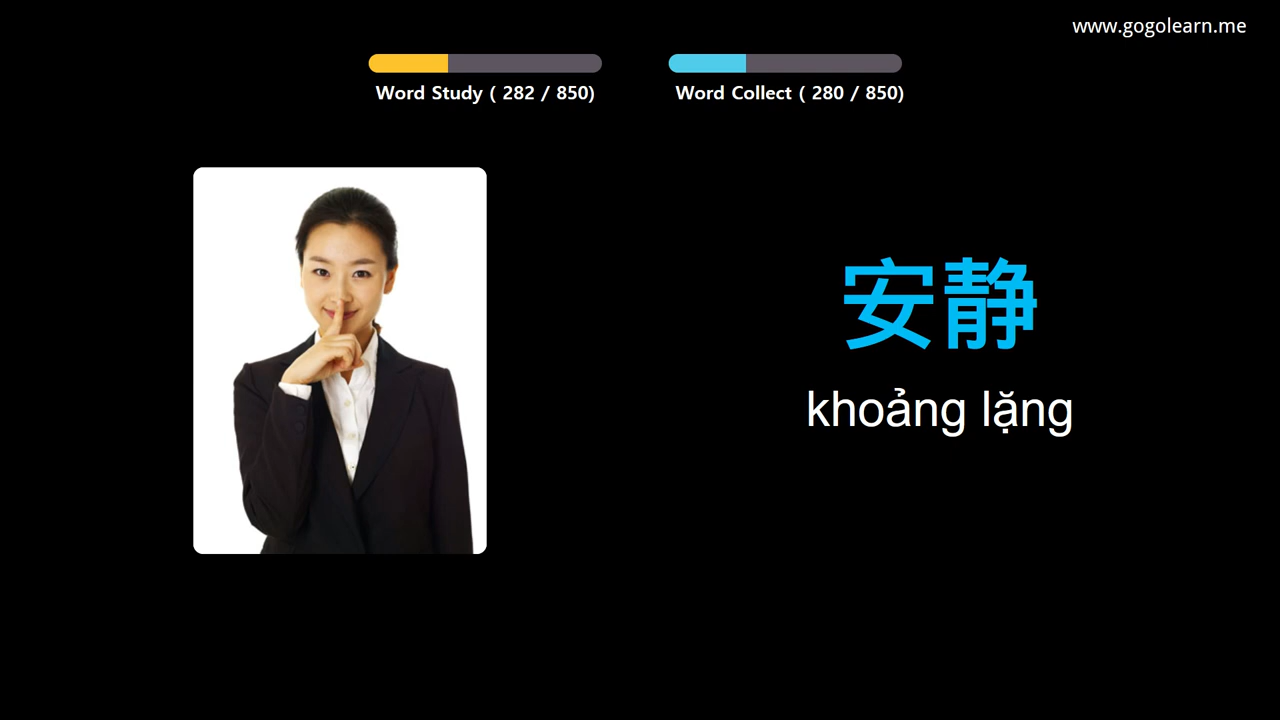 www.gogolearn.me
Word Study ( 282 / 850)
Word Collect ( 280 / 850)
安静
khoảng lặng